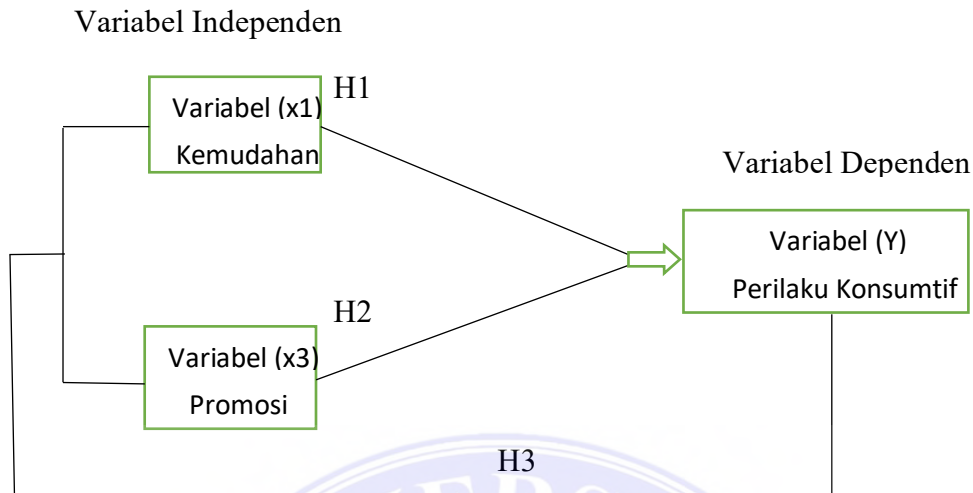 Variabel Independen
H1
Variabel (x1)
Kemudahan
Variabel Dependen
Variabel (Y)
Perilaku Konsumtif
H2
Variabel (x3)
Promosi
H3